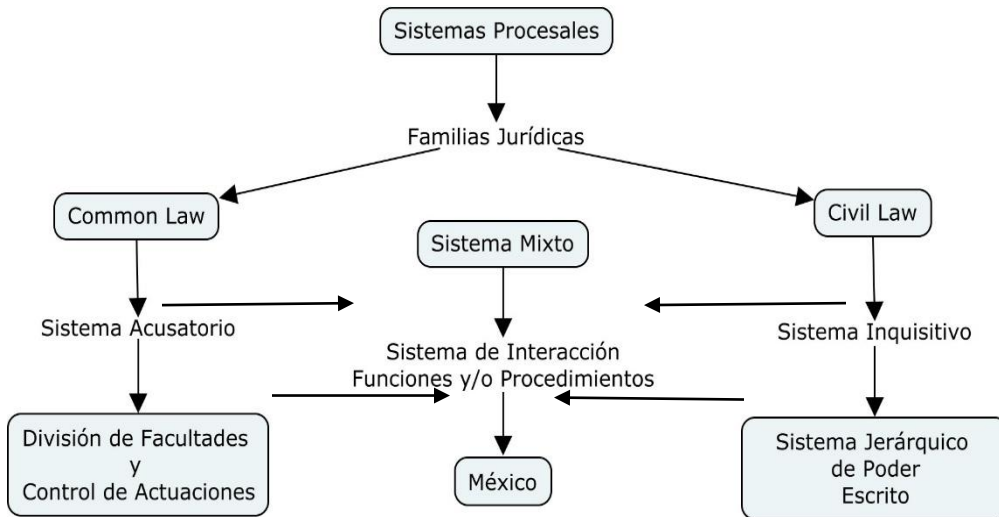 Sistemas Procesales
Familias Jurídicas
Common Law
Civil Law
Sistema Mixto
Sistema Acusatorio
Sistema Inquisitivo
Sistema de Interacción
Funciones y/o Procedimientos
División de Facultades
y
Control de Actuaciones
México
Sistema Jerárquico
de Poder
Escrito